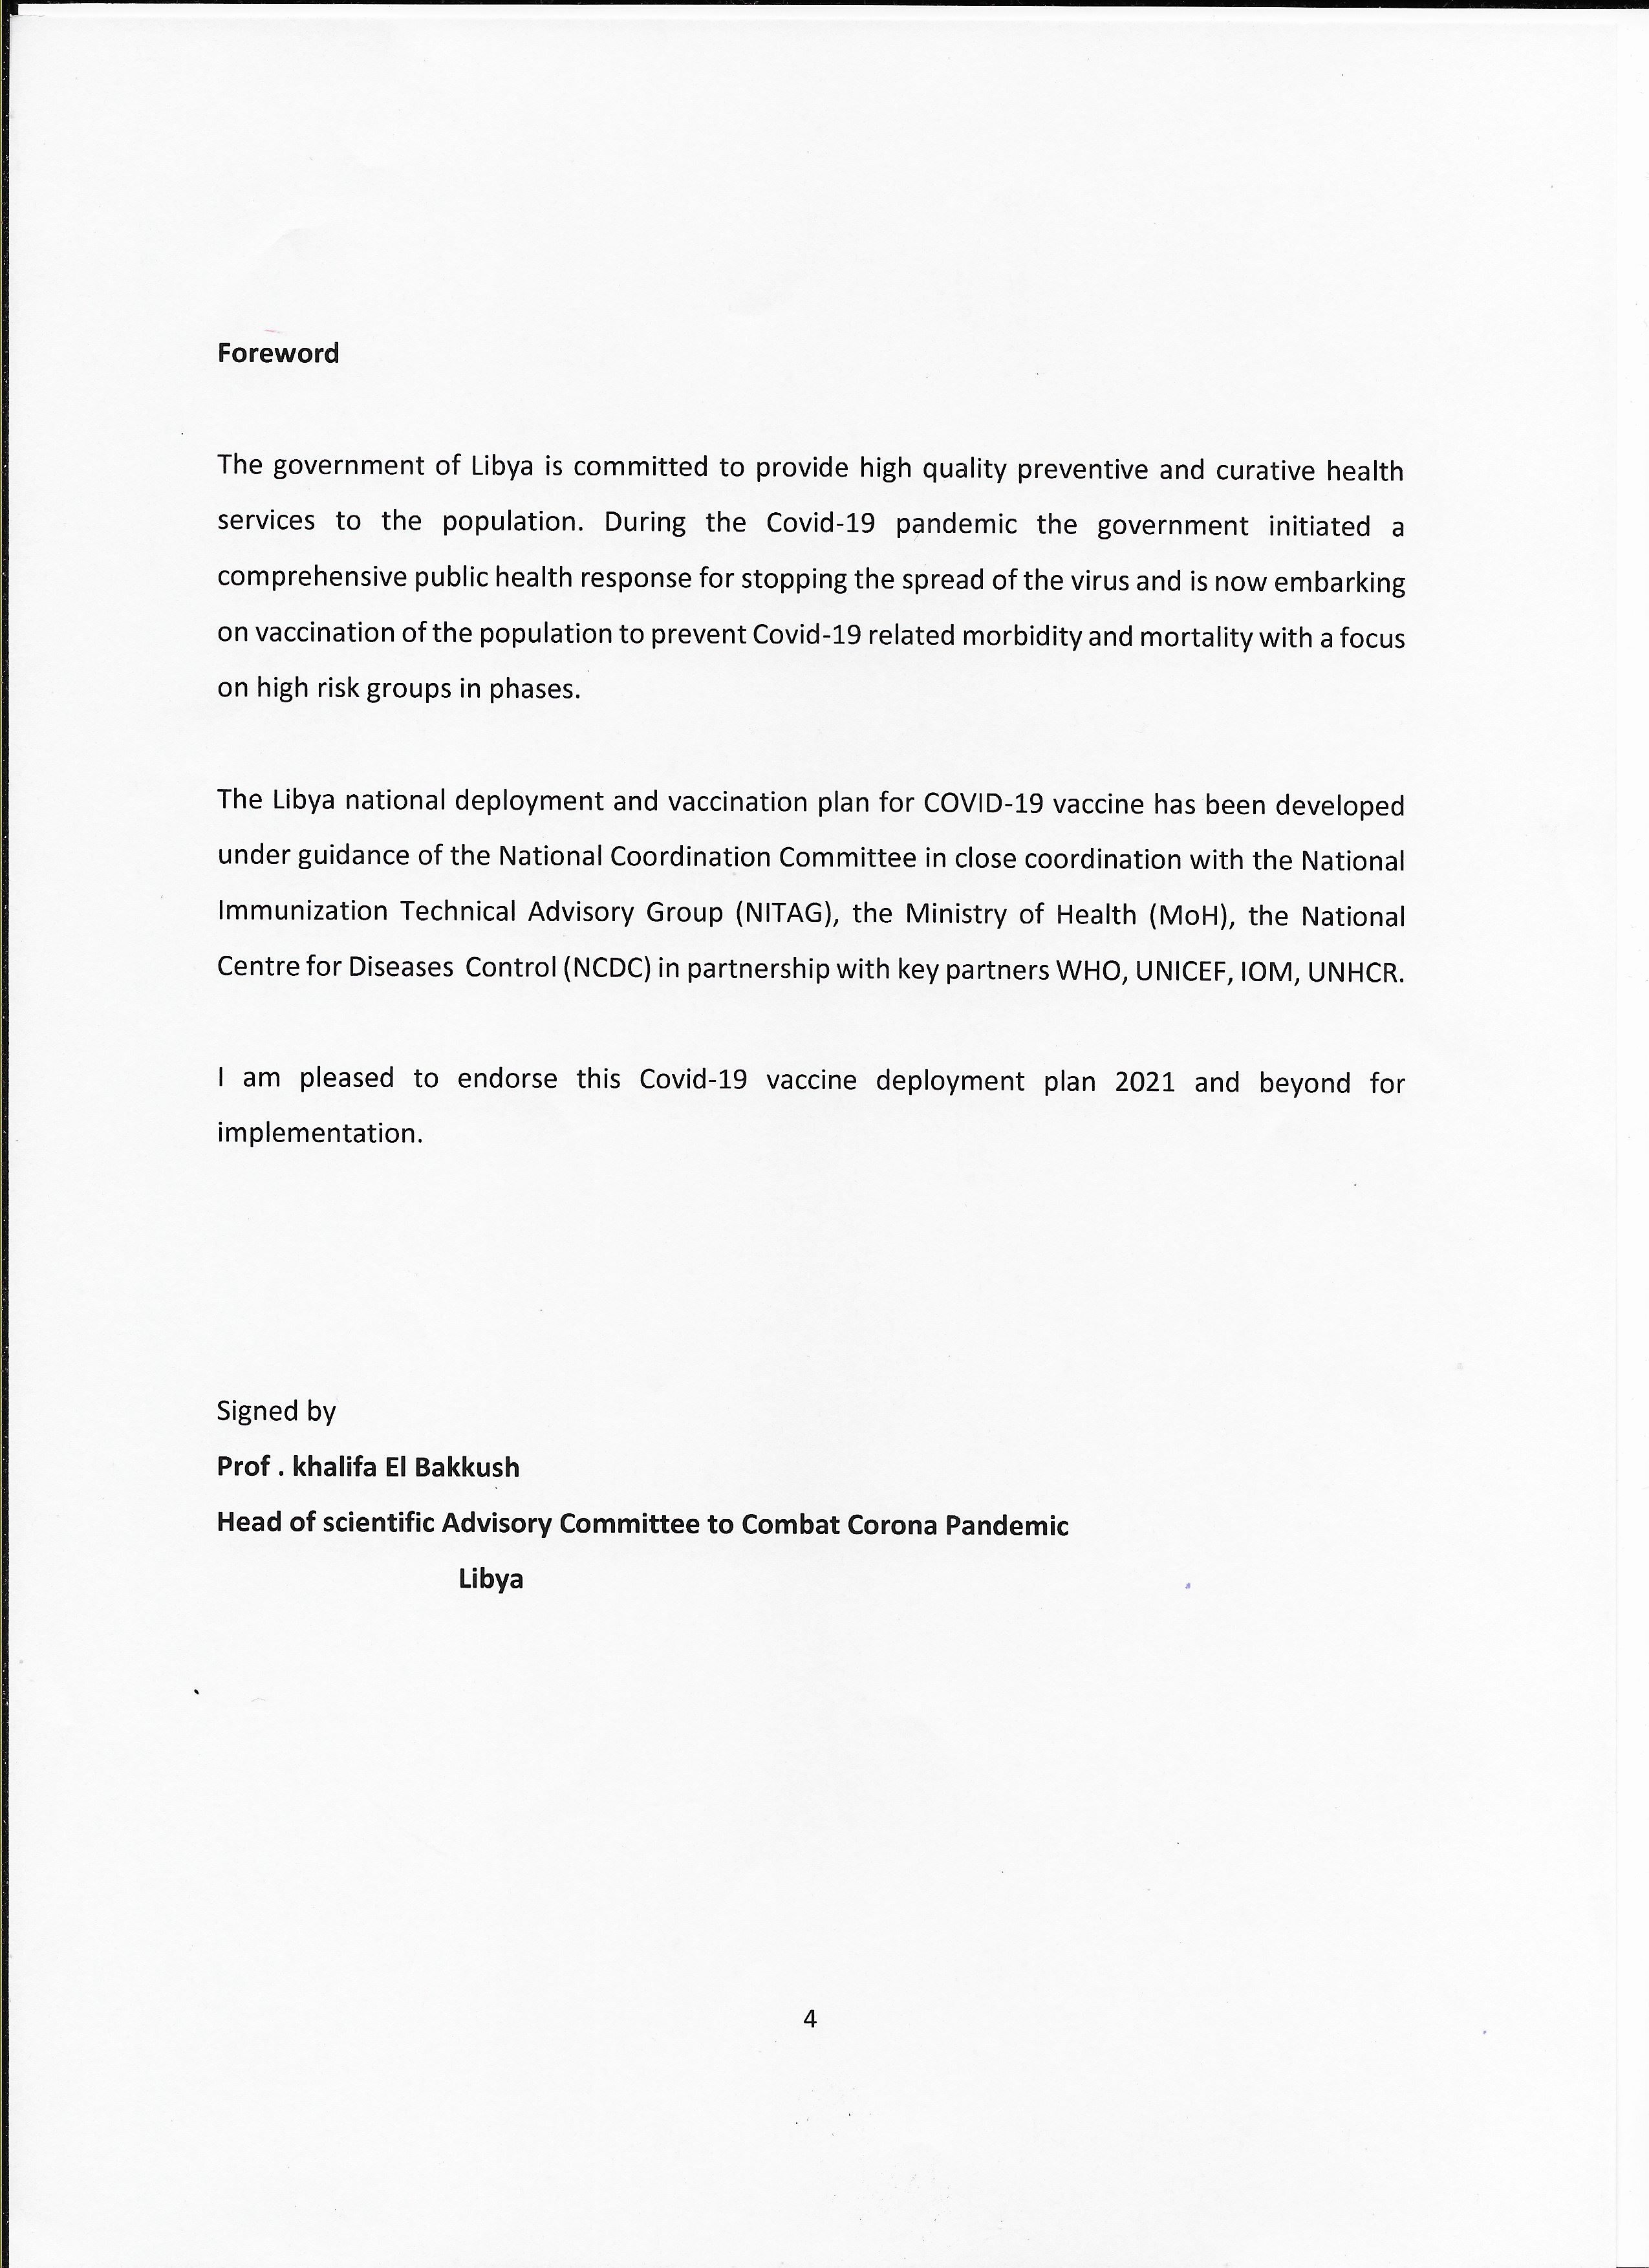 Foreword
The government of Libya is committed to provide high quality preventive and curative health
services to the population. During the Covid-19 pandemic the government initiated a
comprehensive public health response for stopping the spread of the virus and is now embarking
on vaccination of the population to prevent Covid-19 related morbidity and mortality with a focus
on high risk groups in phases.
The Libya national deployment and vaccination plan for COVID-19 vaccine has been developed
under guidance of the National Coordination Committee in close coordination with the National
Immunization Technical Advisory Group (NITAG), the Ministry of Health (MoH), the National
Centre for Diseases Control (NCDC) in partnership with key partners WHO, UNICEF, IOM, UNHCR.
I am pleased to endorse this Covid-19 vaccine deployment plan 2021 and beyond for
implementation.
Signed by
Prof . khalifa El Bakkush
Head of scientific Advisory Committee to Combat Corona Pandemic
Libya
4